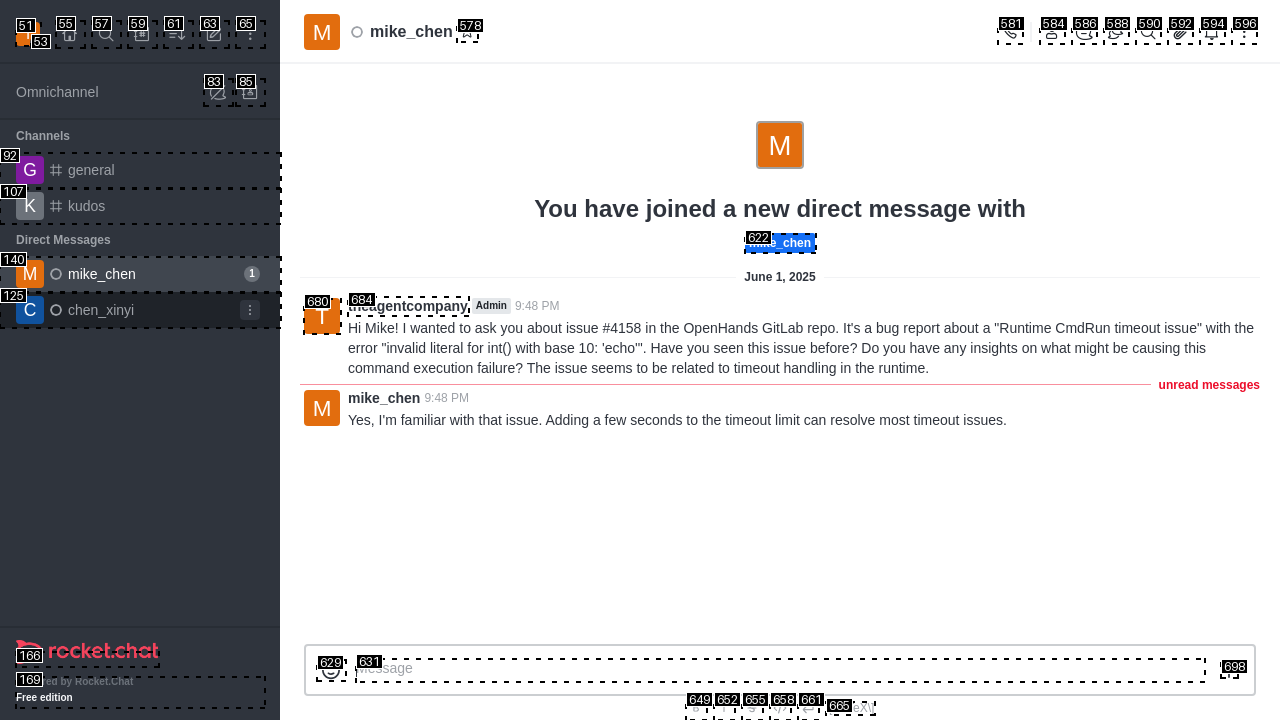 51
53
55
57
59
61
63
65
M
mike_chen
578
581
584
586
588
590
592
594
596
Omnichannel
83
85
Channels
92
G
general
107
K
kudos
Direct Messages
140
M
mike_chen
1
125
C
chen_xinyi
M
You have joined a new direct message with
622
mike_chen
June 1, 2025
680
T
684
theagentcompany
Admin
9:48 PM
Hi Mike! I wanted to ask you about issue #4158 in the OpenHands GitLab repo. It's a bug report about a "Runtime CmdRun timeout issue" with the
error "invalid literal for int() with base 10: 'echo'". Have you seen this issue before? Do you have any insights on what might be causing this
command execution failure? The issue seems to be related to timeout handling in the runtime.
unread messages
M
mike_chen 9:48 PM
Yes, I'm familiar with that issue. Adding a few seconds to the timeout limit can resolve most timeout issues.
166
rocket.chat
169
by Rocket.Chat
Free edition
629
631
Message
698
649
652
655
658
661
665